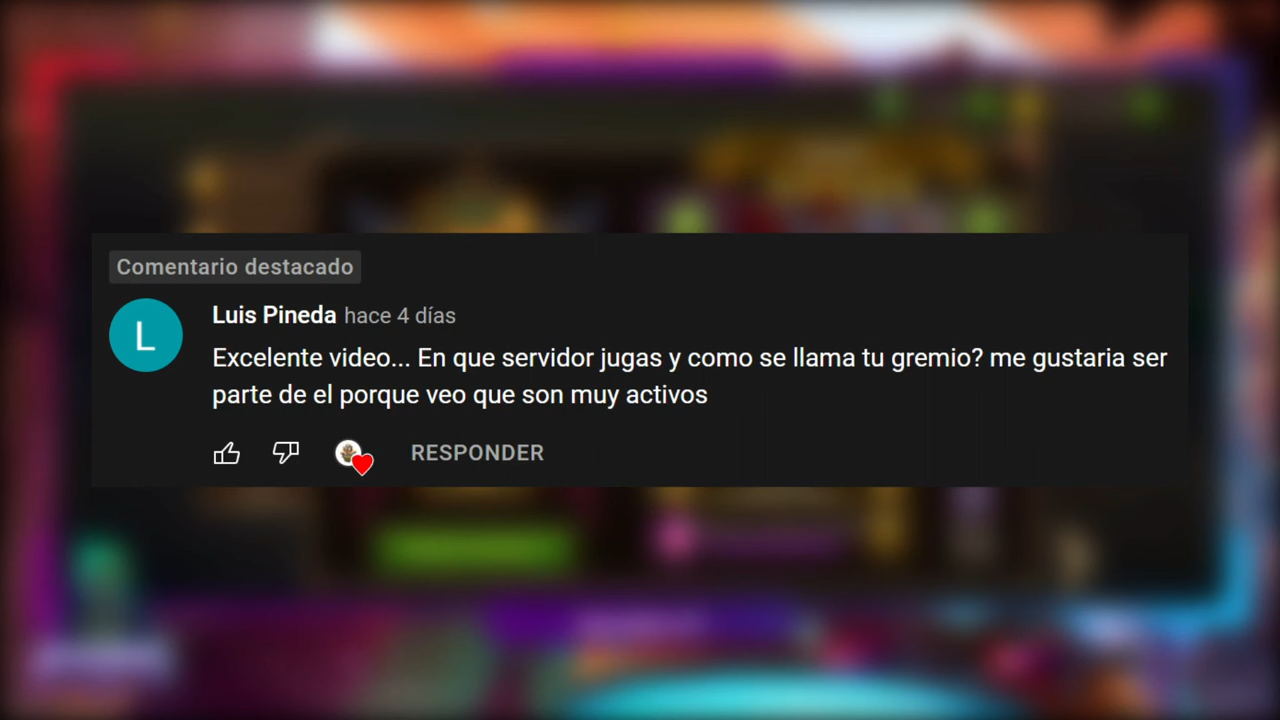 Comentario destacado
L
Luis Pineda hace 4 días
Excelente video... En que servidor jugas y como se llama tu gremio? me gustaria ser
parte de el porque veo que son muy activos
RESPONDER